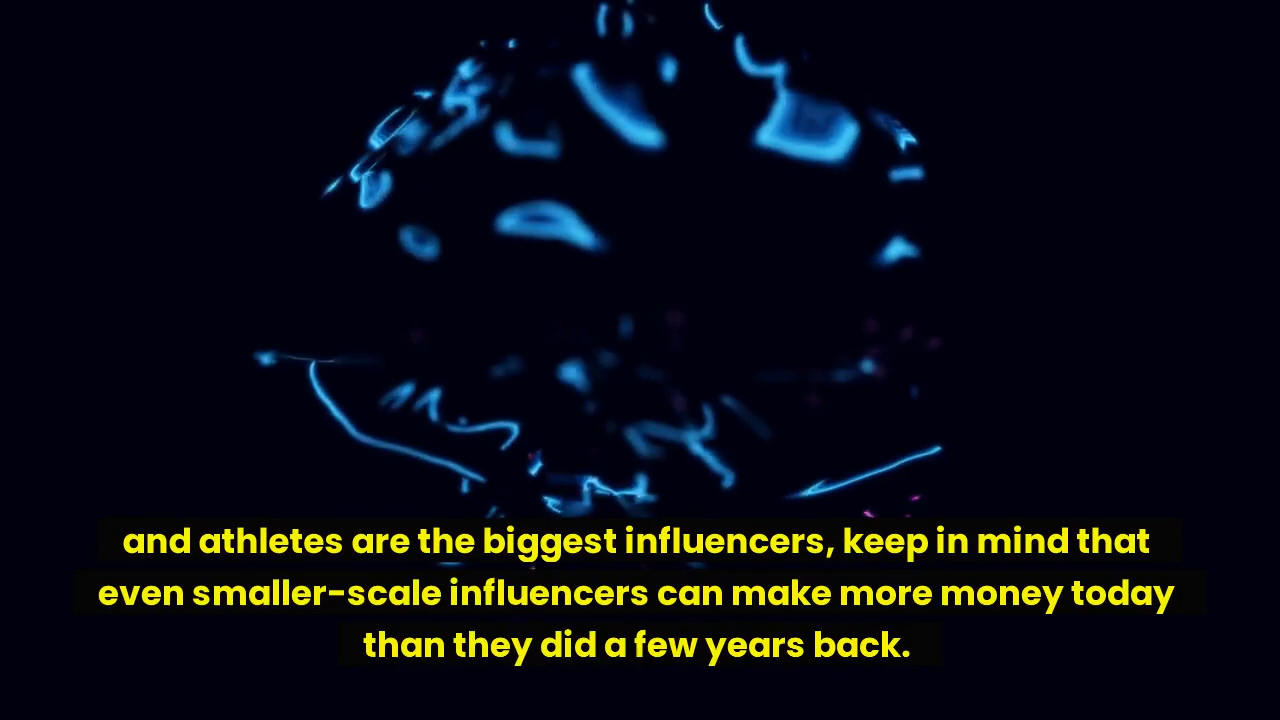 and athletes are the biggest influencers, keep in mind that
even smaller-scale influencers can make more money today
than they did a few years back.